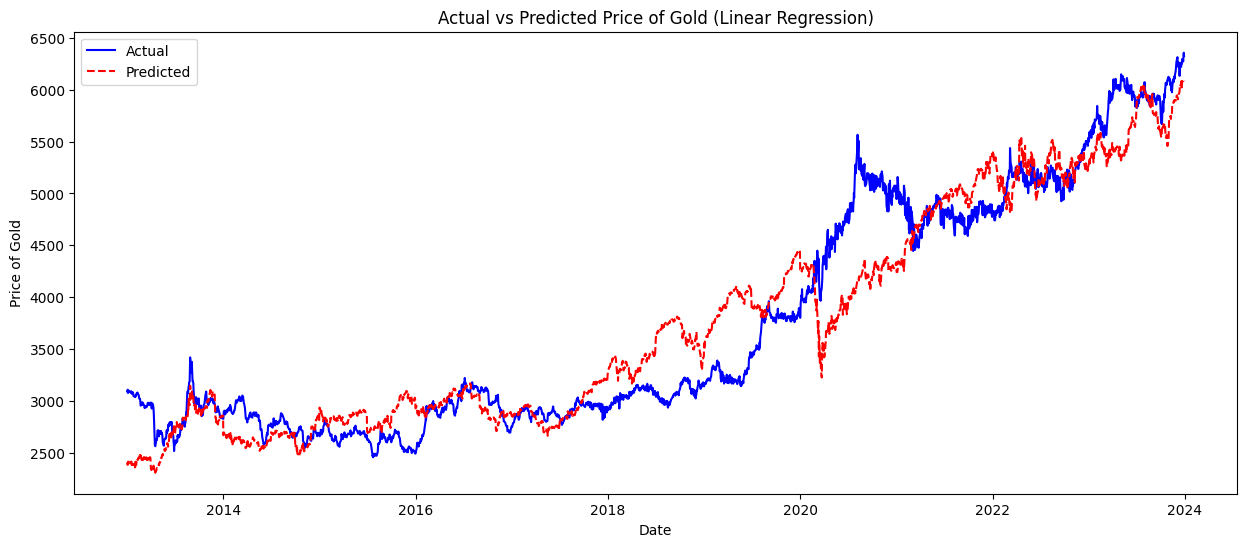 Actual vs Predicted Price of Gold (Linear Regression)
Actual
Predicted
Price of Gold
6500
6000
5500
5000
4500
4000
3500
3000
2500
2014 2016 2018 2020 2022 2024
Date